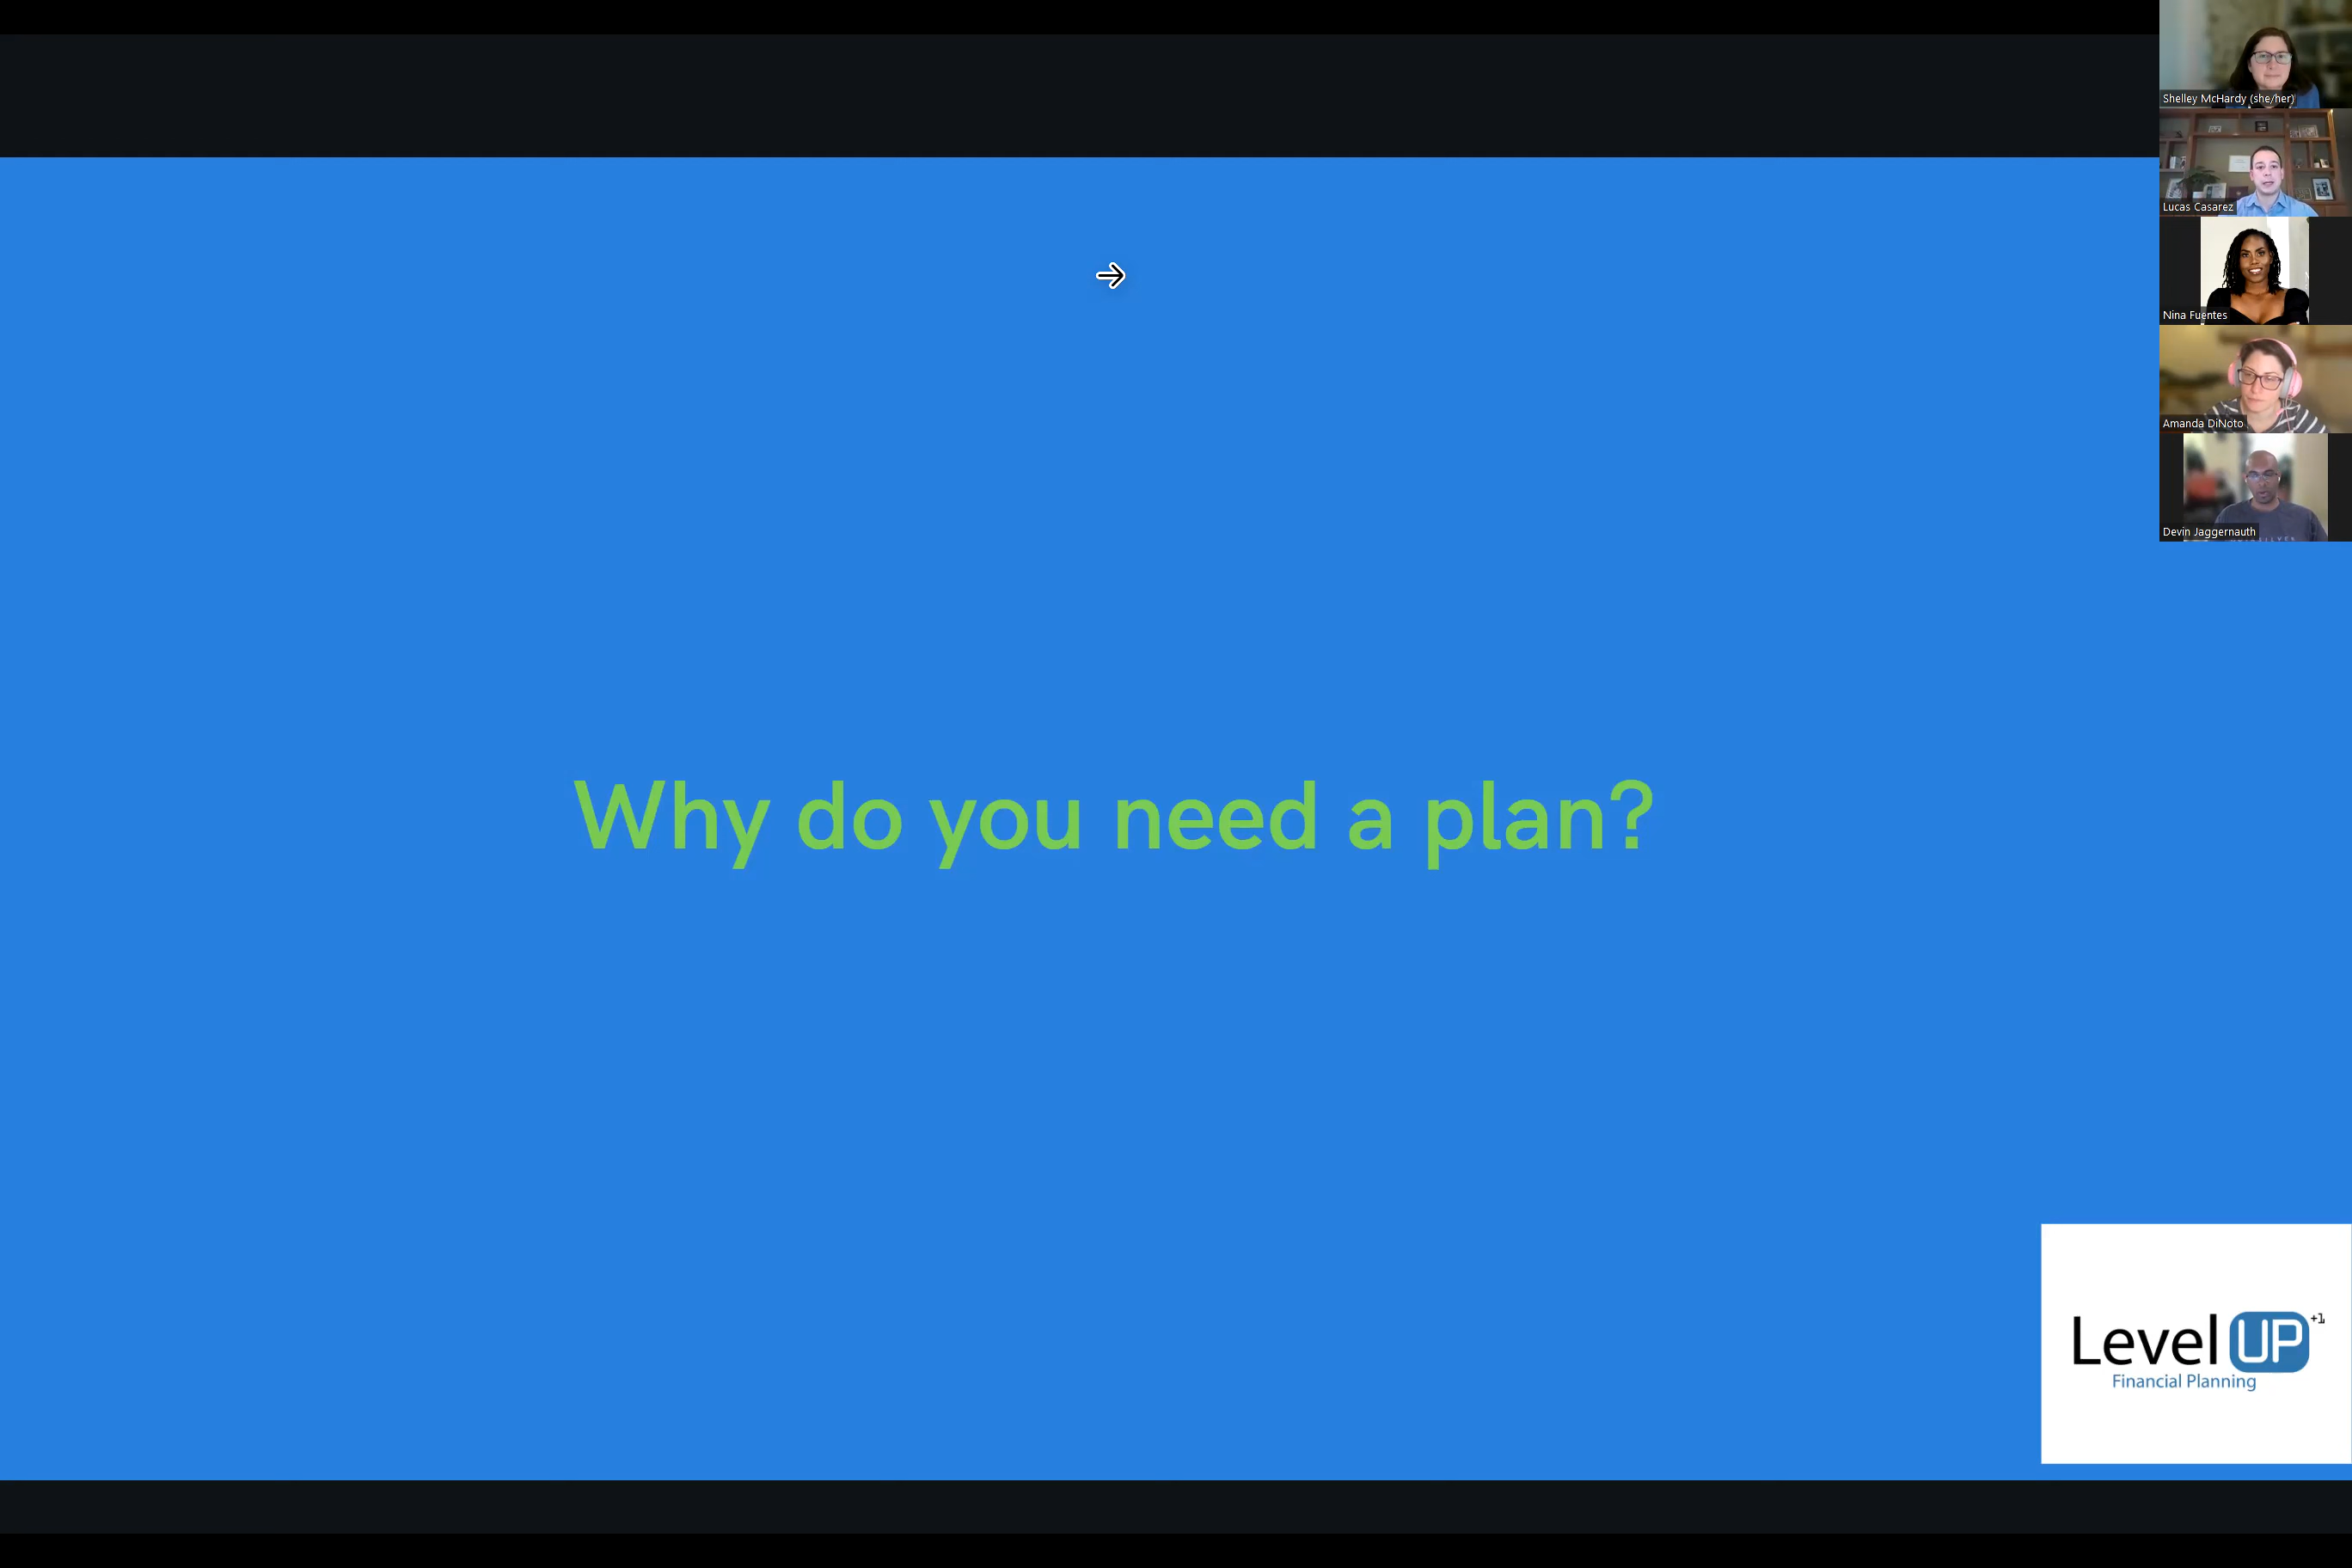 Shelley McHardy (she/her)
Lucas Casarez
Nina Fuentes
Amanda DiNoto
Devin Jaggernauth
Why do you need a plan?
Level UP +1
Financial Planning